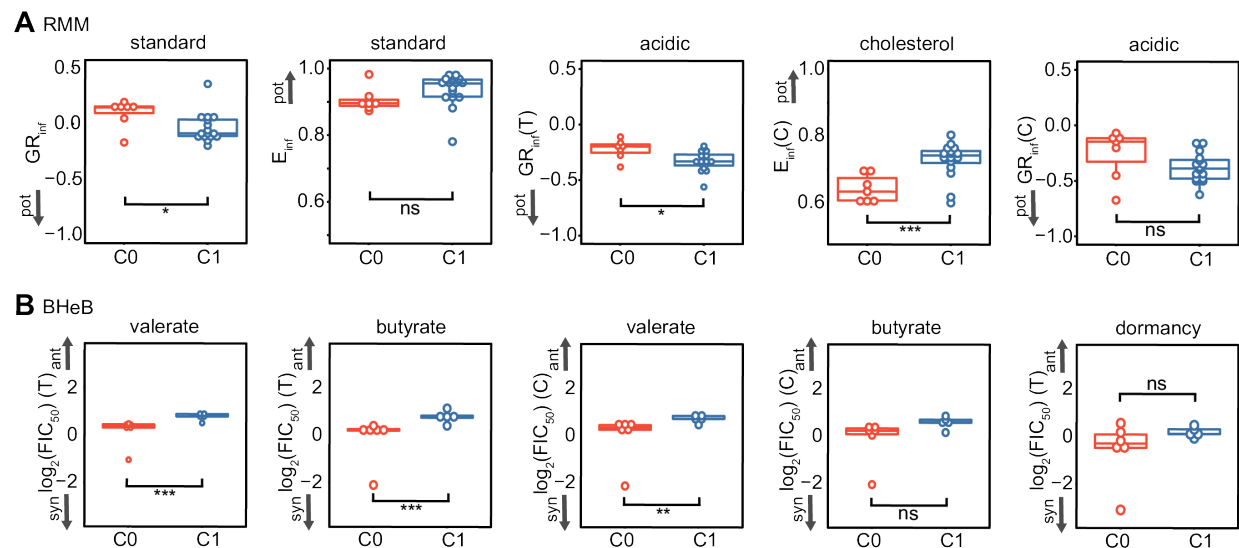 A RMM
standard
0.5
0.0
−0.5
−1.0
GRinf
pot
*
C0 C1
standard
1.0
0.8
0.6
Einf
pot
ns
C0 C1
acidic
0.5
0.0
−0.5
−1.0
GRinf(T)
pot
*
C0 C1
cholesterol
1.0
0.8
0.6
Einf(C)
pot
***
C0 C1
acidic
0.5
0.0
−0.5
−1.0
GRinf(C)
pot
ns
C0 C1
B BHeB
valerate
2
0
−2
syn log2(FIC50) (T) ant
***
C0 C1
butyrate
2
0
−2
syn log2(FIC50) (T) ant
***
C0 C1
valerate
2
0
−2
syn log2(FIC50) (C) ant
**
C0 C1
butyrate
2
0
−2
syn log2(FIC50) (C) ant
ns
C0 C1
dormancy
2
0
−2
syn log2(FIC50) (T) ant
ns
C0 C1